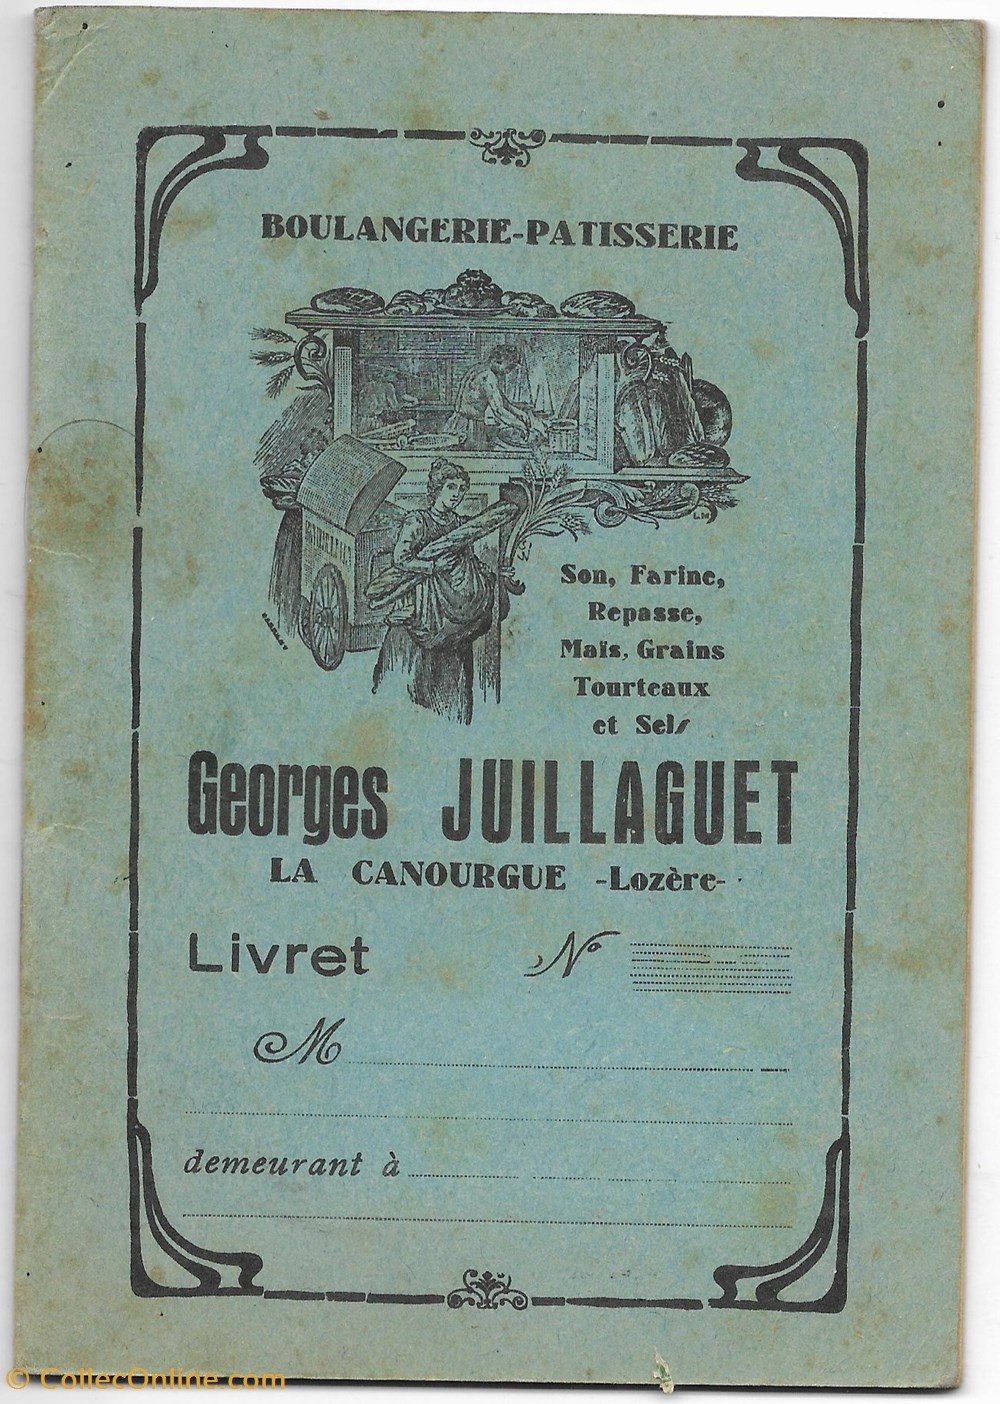 BOULANGERIE-PATISSERIE
L.M
Son, Farine,
Repasse,
Maïs, Grains
Tourteaux
et Sels
Georges JUILLAGUET
LA CANOURGUE -Lozère-
Livret No
M
demeurant à
© CollecOnline.com